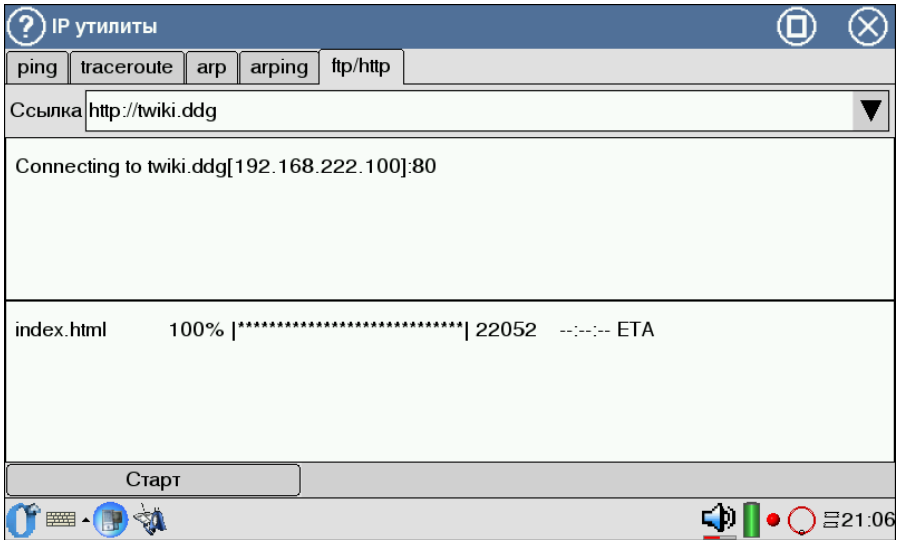 IP утилиты
ping traceroute arp arping ftp/http
Ссылка http://twiki.ddg
Connecting to twiki.ddg[192.168.222.100]:80
index.html 100% |*****************************| 22052 --:--:-- ETA
Старт
21:06